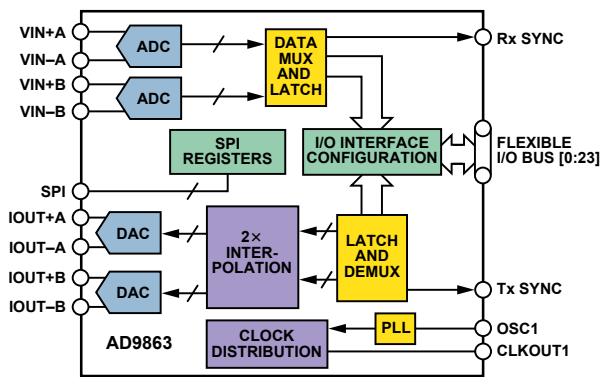 VIN+A
VIN–A
VIN+B
VIN–B
ADC
ADC
DATA
MUX
AND
LATCH
Rx SYNC
SPI
REGISTERS
I/O INTERFACE
CONFIGURATION
FLEXIBLE
I/O BUS [0:23]
SPI
IOUT+A
IOUT–A
IOUT+B
IOUT–B
DAC
DAC
2×
INTER-
POLATION
LATCH
AND
DEMUX
Tx SYNC
PLL
OSC1
CLOCK
DISTRIBUTION
CLKOUT1
AD9863